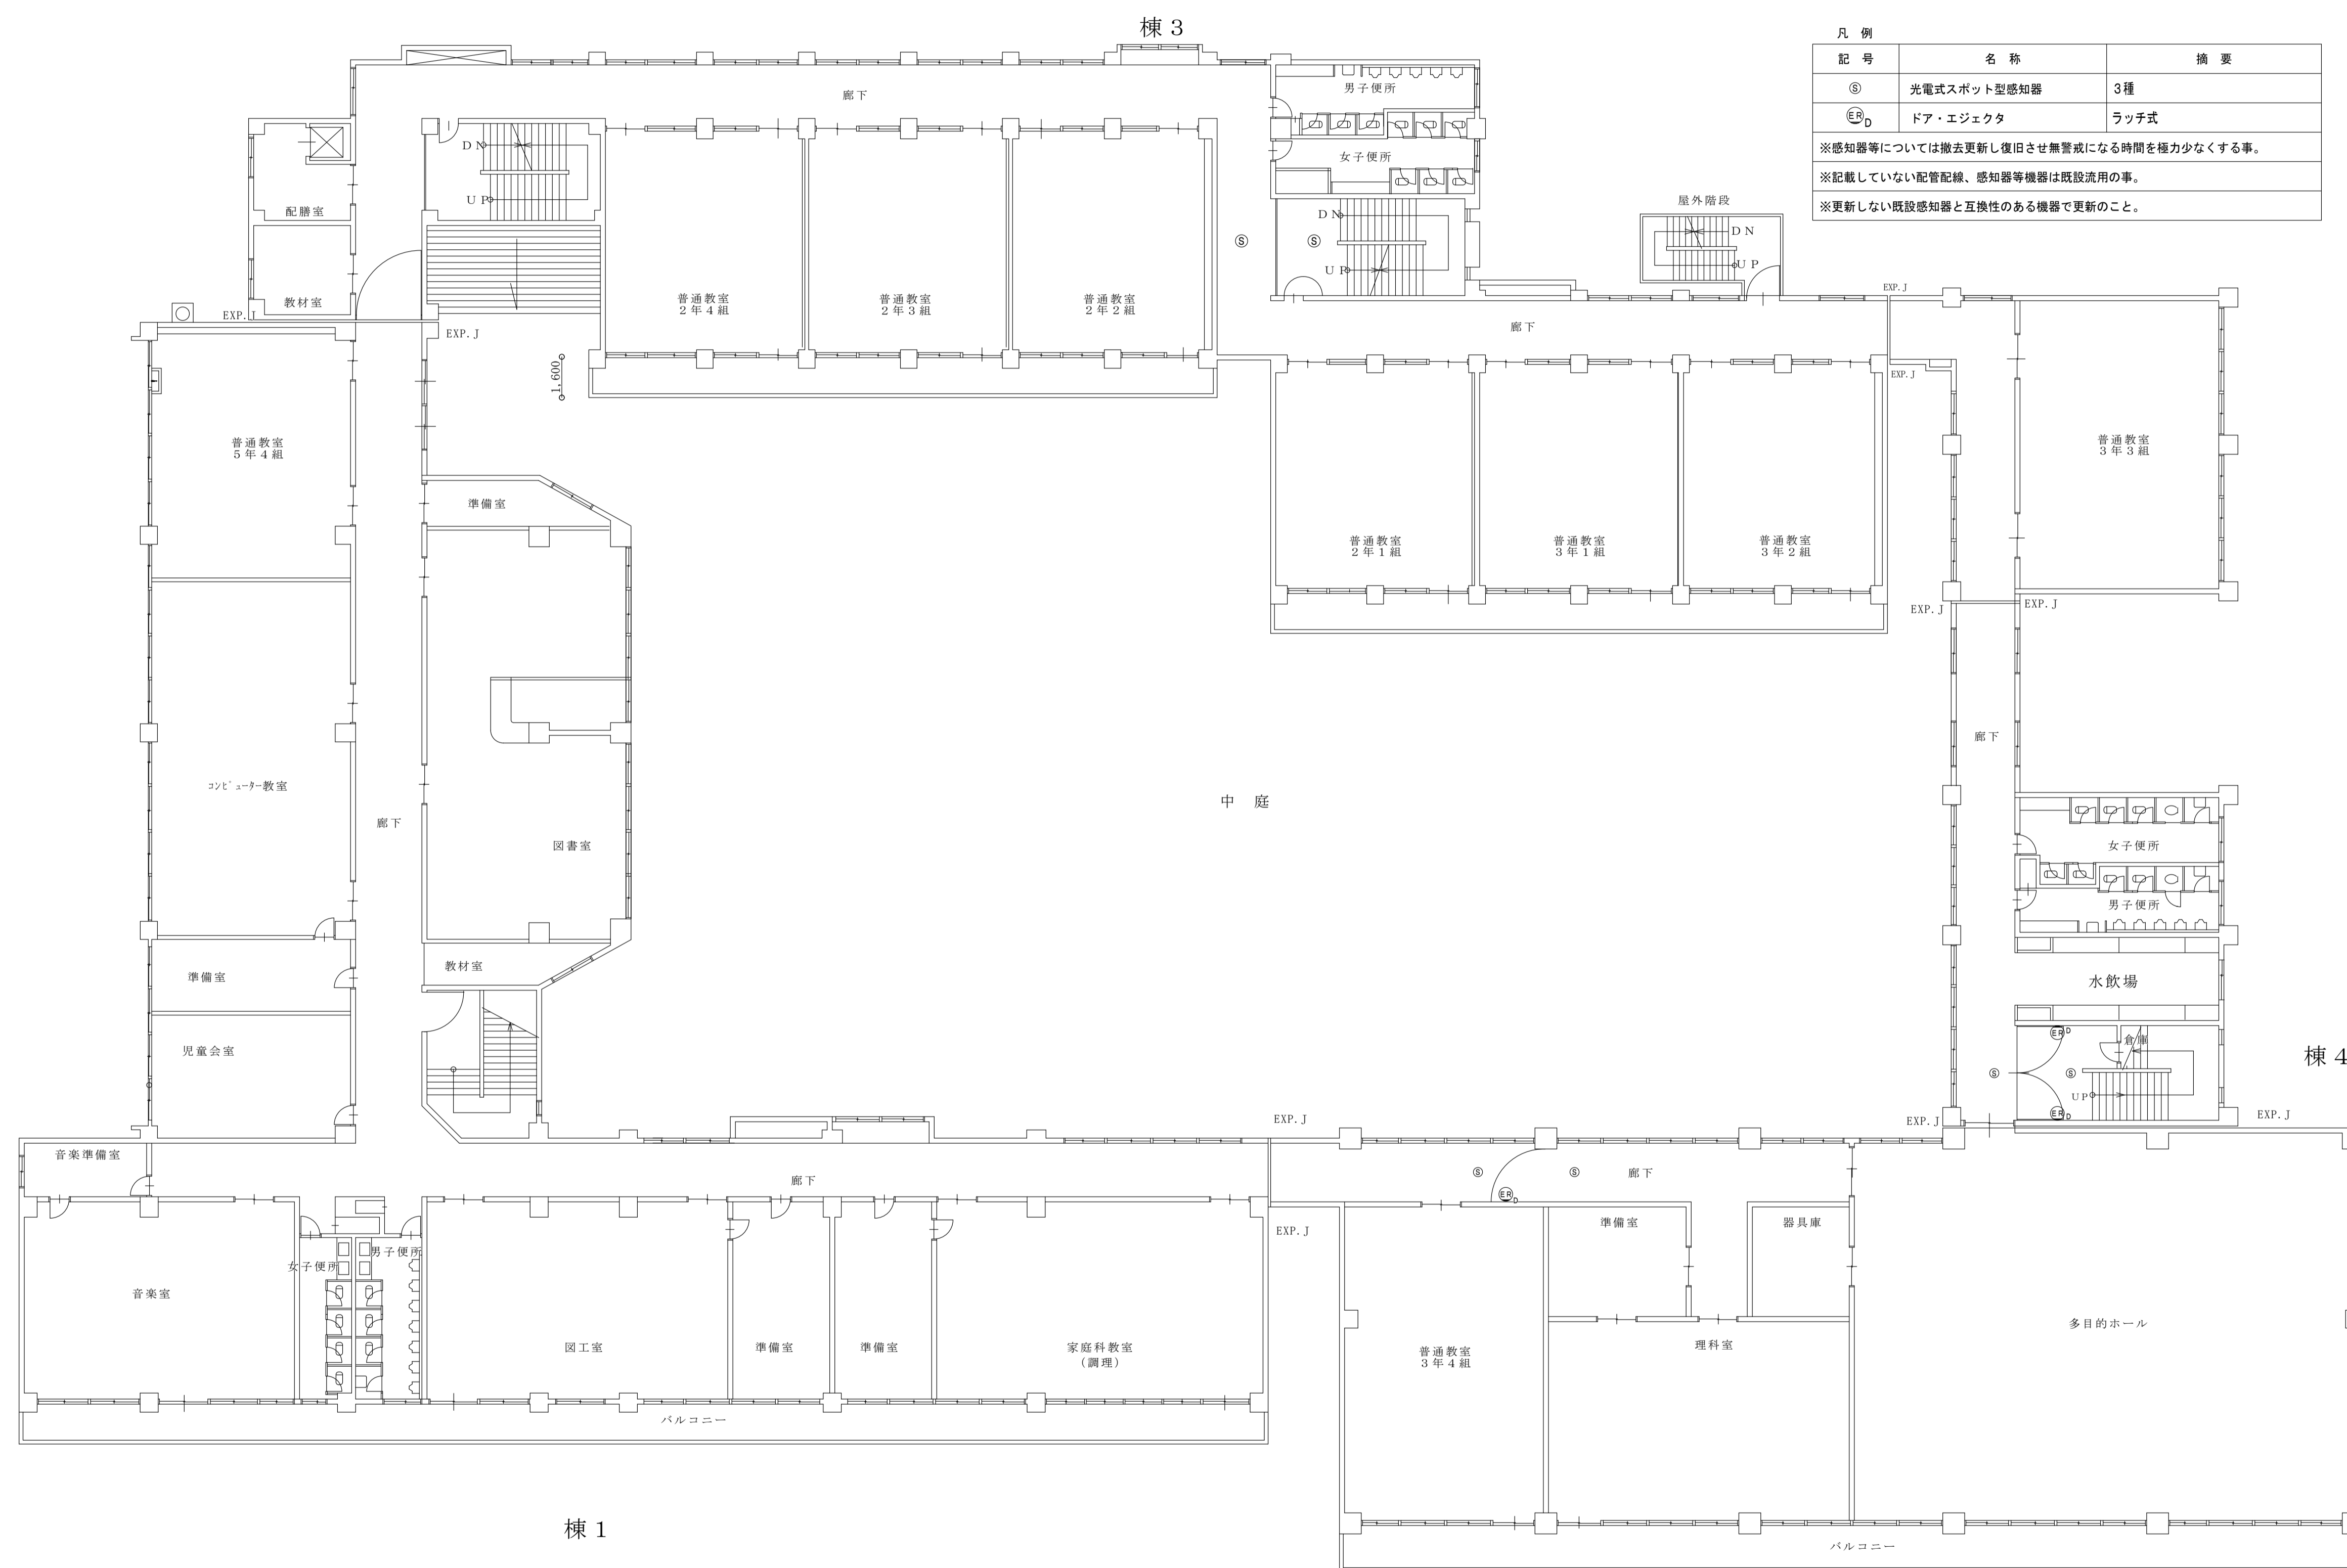 棟３
凡 例
記 号 名 称 摘 要
Ⓢ 光電式スポット型感知器 ３種
ER D ドア・エジェクタ ラッチ式
※感知器等については撤去更新し復旧させ無警戒になる時間を極力少なくする事。
※記載していない配管配線、感知器等機器は既設流用の事。
※更新しない既設感知器と互換性のある機器で更新のこと。
廊下
男子便所
女子便所
DN
UP
配膳室
教材室
EXP.J
EXP.J
1,600
普通教室
２年４組
普通教室
２年３組
普通教室
２年２組
Ⓢ
Ⓢ
DN
UP
屋外階段
DN
UP
廊下
EXP.J
EXP.J
普通教室
５年４組
準備室
普通教室
３年３組
普通教室
２年１組
普通教室
３年１組
普通教室
３年２組
EXP.J
EXP.J
廊下
コンピューター教室
中 庭
廊下
図書室
女子便所
男子便所
準備室
教材室
水飲場
児童会室
ER D
倉庫
Ⓢ
Ⓢ
UP
ER D
棟４
EXP.J
EXP.J
EXP.J
音楽準備室
廊下
Ⓢ
Ⓢ
廊下
ER D
EXP.J
準備室
器具庫
女子便所
男子便所
音楽室
図工室
準備室
準備室
家庭科教室
（調理）
普通教室
３年４組
理科室
多目的ホール
バルコニー
棟１
バルコニー